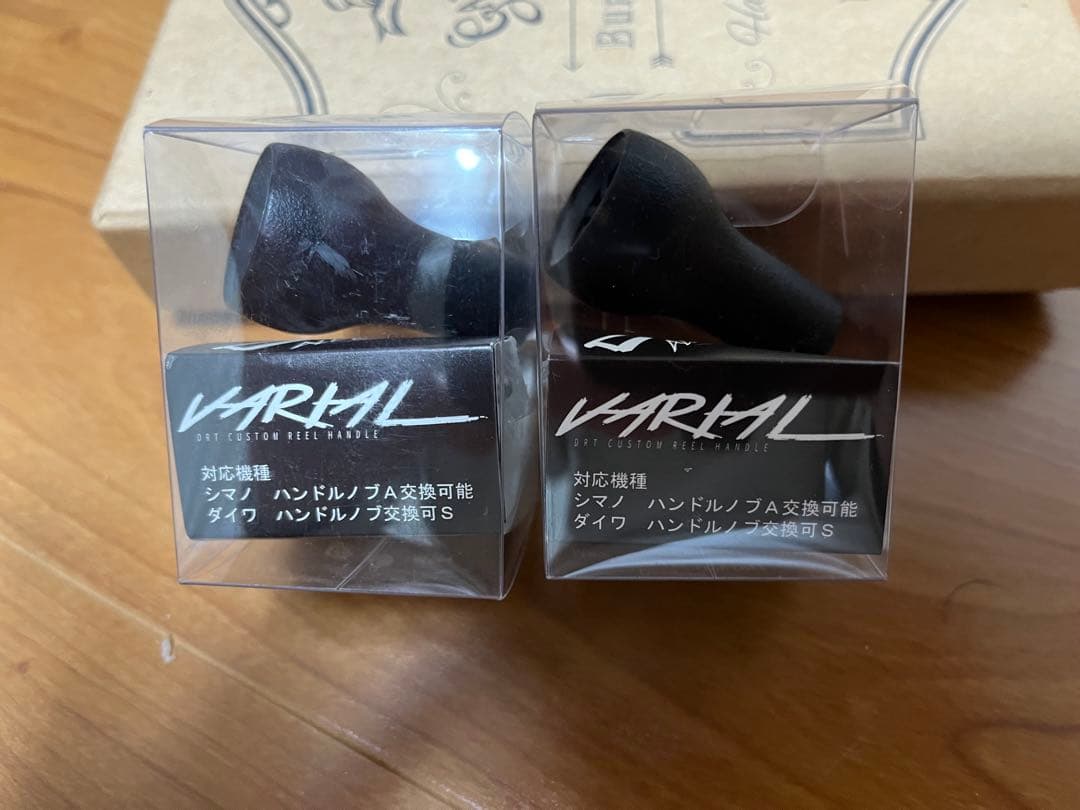 Bu
Ha
VARIAL
DRT CUSTOM REEL HANDLE
対応機種
シマノ　ハンドルノブA交換可能
ダイワ　ハンドルノブ交換可S
VARIAL
DRT CUSTOM REEL HANDLE
対応機種
シマノ　ハンドルノブA交換可能
ダイワ　ハンドルノブ交換可S